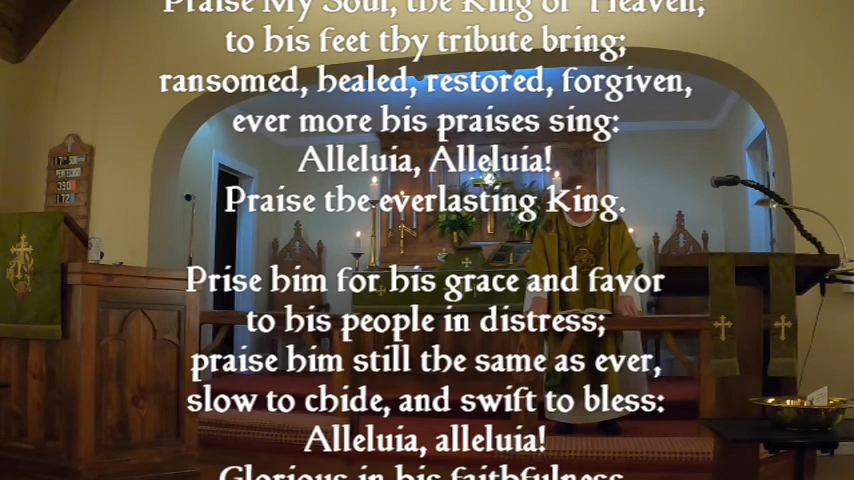 Praise My Soul, the King of Heaven;
to his feet thy tribute bring;
ransomed, healed, restored, forgiven,
ever more his praises sing:
Alleluia, Alleluia!
Praise the everlasting King.
Prise him for his grace and favor
to his people in distress;
praise him still the same as ever,
slow to chide, and swift to bless:
Alleluia, alleluia!
Glorious in his faithfulness.
PENTECOST
390
172